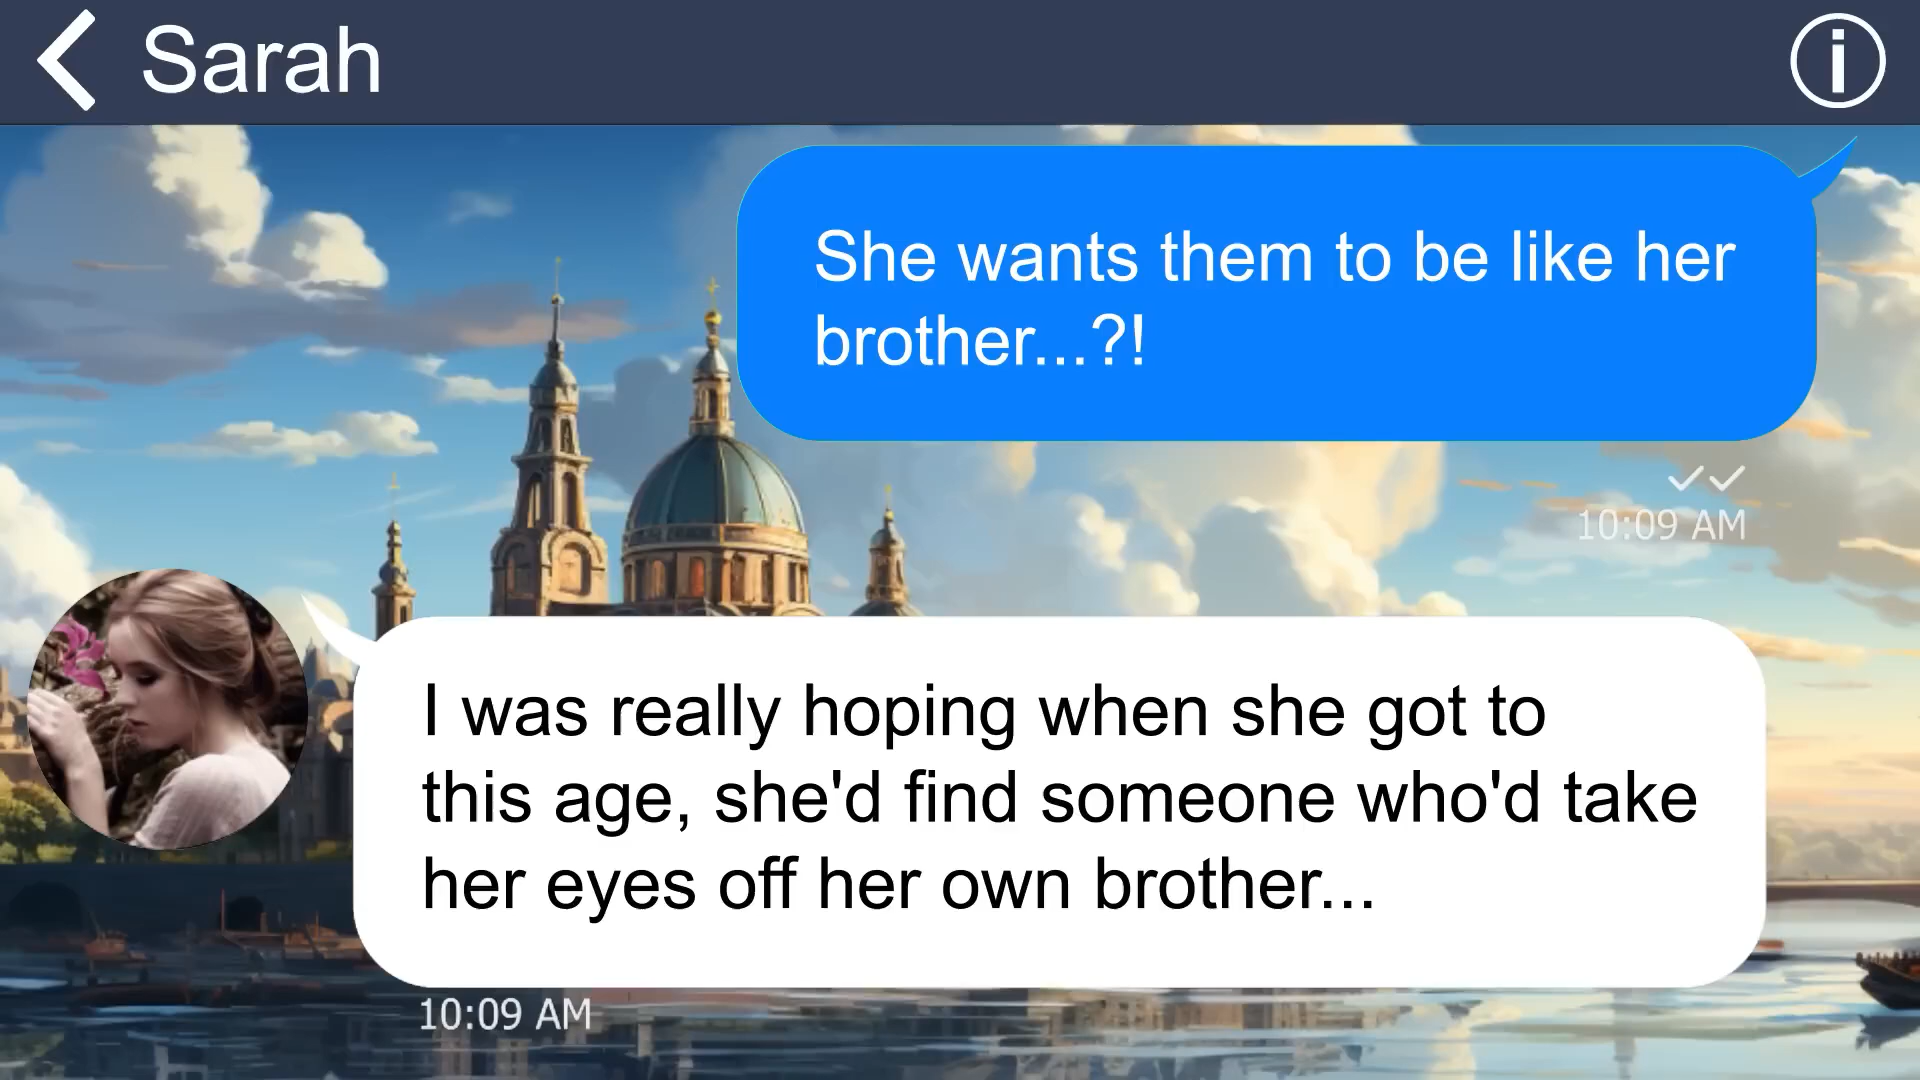 Sarah
She wants them to be like her
brother...?!
10:09 AM
I was really hoping when she got to
this age, she'd find someone who'd take
her eyes off her own brother...
10:09 AM